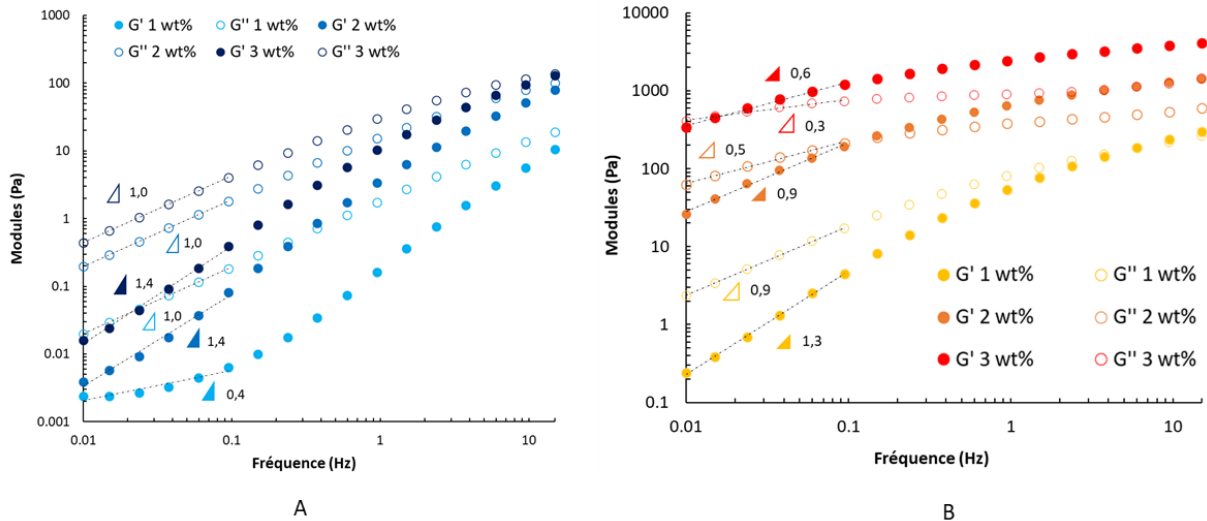 G' 1 wt% G'' 1 wt% G' 2 wt%
G'' 2 wt% G' 3 wt% G'' 3 wt%
Modules (Pa)
1000
100
10
1
0.1
0.01
0.001
1,0
1,0
1,4
1,0
1,4
0,4
0.01 0.1 1 10
Fréquence (Hz)
A
Modules (Pa)
10000
1000
100
10
1
0.1
0,6
0,3
0,5
0,9
0,9
1,3
G' 1 wt% G'' 1 wt%
G' 2 wt% G'' 2 wt%
G' 3 wt% G'' 3 wt%
0.01 0.1 1 10
Fréquence (Hz)
B